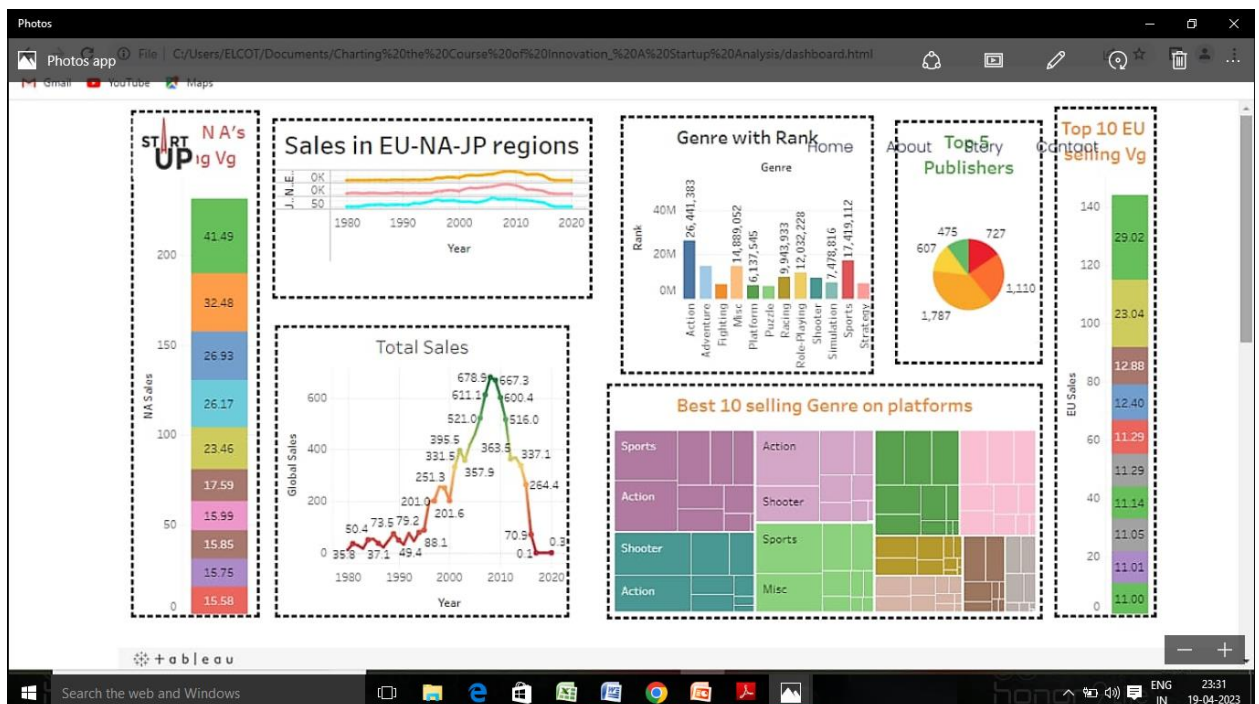 Photos
Photos app
File
C:/Users/ELCOT/Documents/Charting%20the%20Course%20of%20Innovation_%20A%20Startup%20Analysis/dashboard.html
Gmail
YouTube
Maps
START UP
N A's
ng Vg
NA Sales
200
150
100
50
0
41.49
32.48
26.93
26.17
23.46
17.59
15.99
15.85
15.75
15.58
Sales in EU-NA-JP regions
J.. N.. E..
0K
0K
50
1980 1990 2000 2010 2020
Year
Total Sales
Global Sales
600
400
200
0
678.9
667.3
611.1
600.4
521.0
516.0
395.5
363.5
337.1
331.5
357.9
251.3
264.4
201.0
201.6
50.4
73.5
79.2
88.1
70.9
35.8
37.1
49.4
0.1
0.3
1980 1990 2000 2010 2020
Year
Genre with Rank
Genre
Rank
40M
20M
0M
26,441,383
14,889,052
6,137,545
9,943,933
12,032,228
7,478,816
17,419,112
Action
Adventure
Fighting
Misc
Platform
Puzzle
Racing
Role-Playing
Shooter
Simulation
Sports
Strategy
Home
About
Story
Contact
Top 5
Publishers
475
727
607
1,110
1,787
Best 10 selling Genre on platforms
Sports
Action
Action
Shooter
Shooter
Sports
Action
Misc
Top 10 EU
selling Vg
EU Sales
140
120
100
80
60
40
20
0
29.02
23.04
12.88
12.40
11.29
11.29
11.14
11.05
11.01
11.00
+ a b l e a u
Search the web and Windows
ENG
IN
23:31
19-04-2023